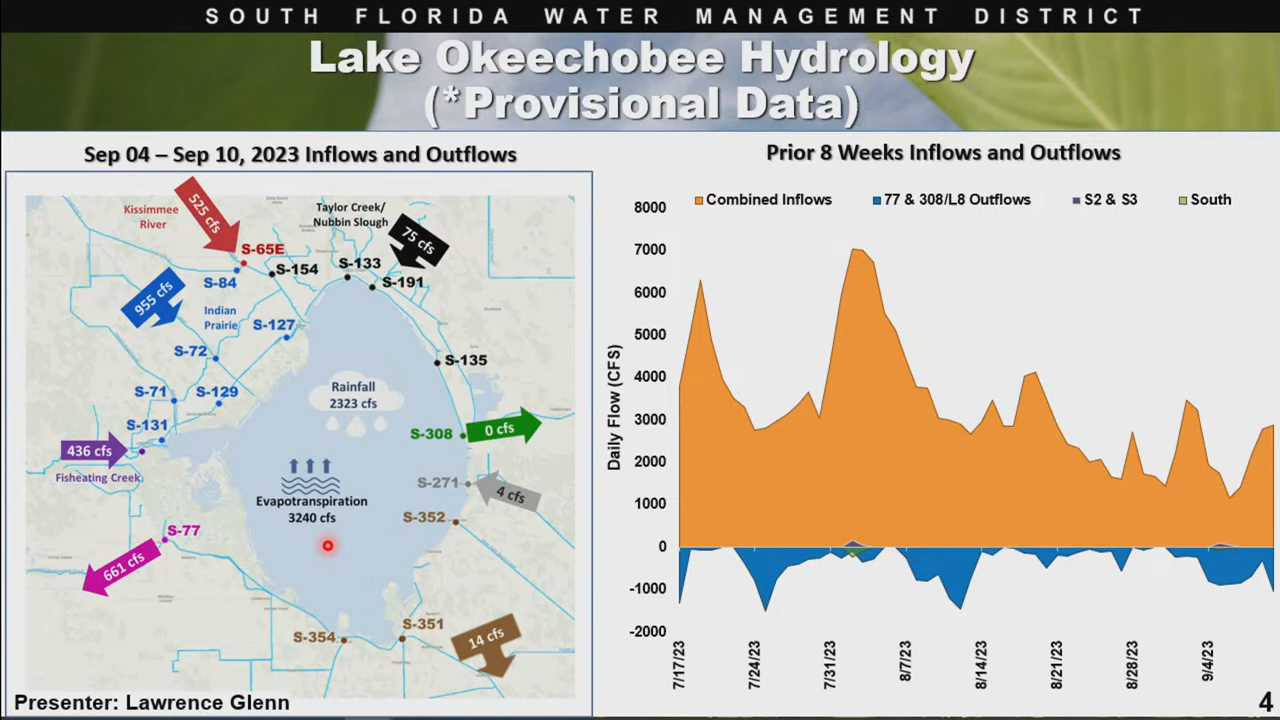 SOUTH FLORIDA WATER MANAGEMENT DISTRICT
Lake Okeechobee Hydrology
(*Provisional Data)
Sep 04 – Sep 10, 2023 Inflows and Outflows
Kissimmee
River
525 cfs
Taylor Creek/
Nubbin Slough
75 cfs
S-65E
S-154
S-133
S-191
S-84
955 cfs
Indian
Prairie
S-127
S-72
S-135
S-71
S-129
Rainfall
2323 cfs
S-131
S-308
0 cfs
436 cfs
Fisheating Creek
S-271
4 cfs
Evapotranspiration
3240 cfs
S-352
S-77
661 cfs
S-354
S-351
14 cfs
Presenter: Lawrence Glenn
Prior 8 Weeks Inflows and Outflows
Combined Inflows
77 & 308/L8 Outflows
S2 & S3
South
Daily Flow (CFS)
8000
7000
6000
5000
4000
3000
2000
1000
0
-1000
-2000
7/17/23
7/24/23
7/31/23
8/7/23
8/14/23
8/21/23
8/28/23
9/4/23
4